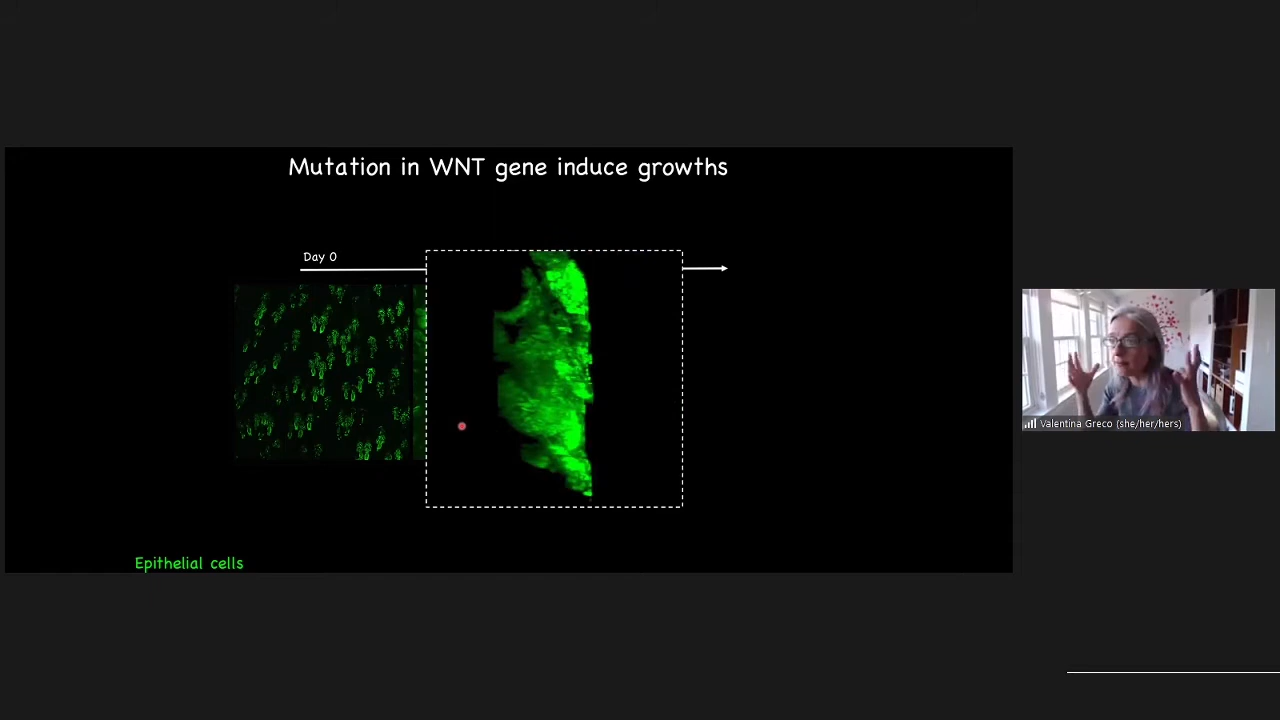 Mutation in WNT gene induce growths
Day 0
Valentina Greco (she/her/hers)
Epithelial cells